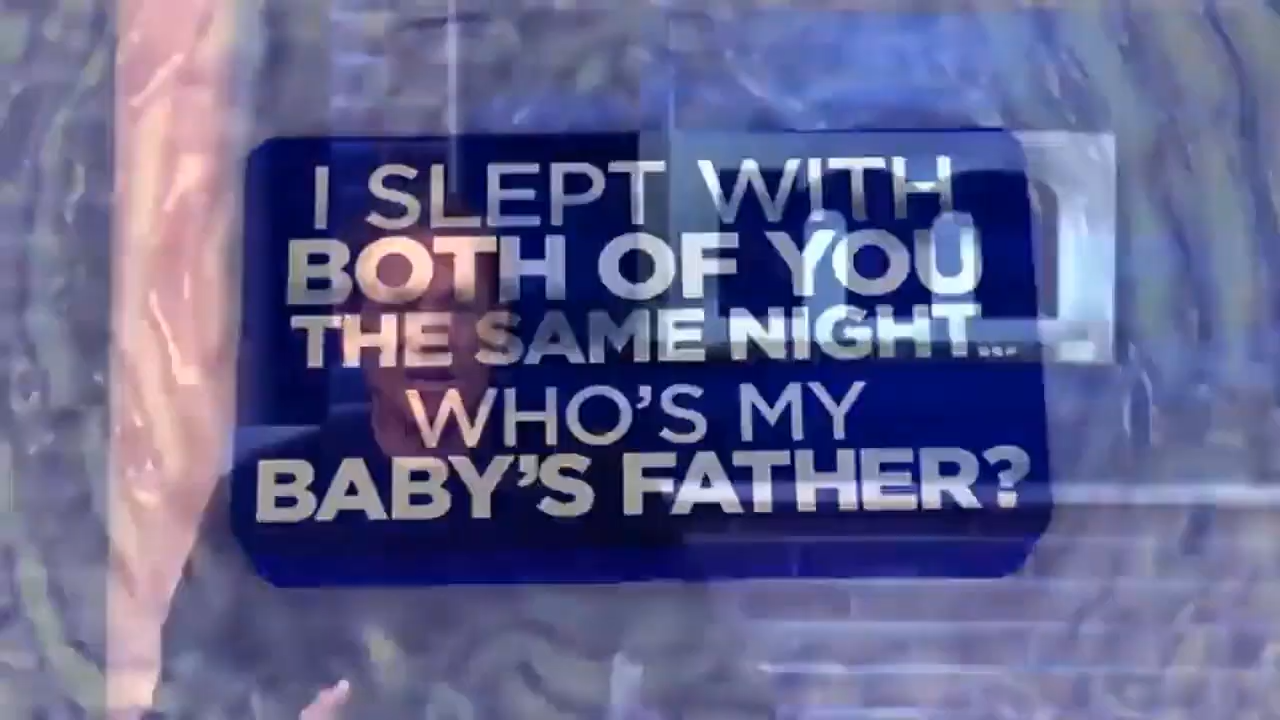 I SLEPT WITH
BOTH OF YOU
THE SAME NIGHT...
WHO'S MY
BABY'S FATHER?